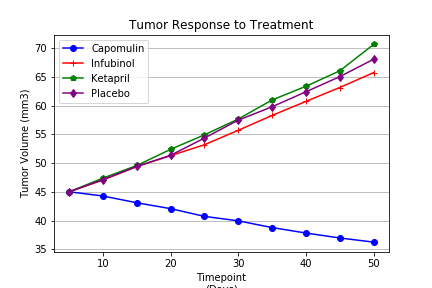 Tumor Response to Treatment
Tumor Volume (mm3)
70
65
60
55
50
45
40
35
Capomulin
Infubinol
Ketapril
Placebo
10
20
30
40
50
Timepoint
(Days)